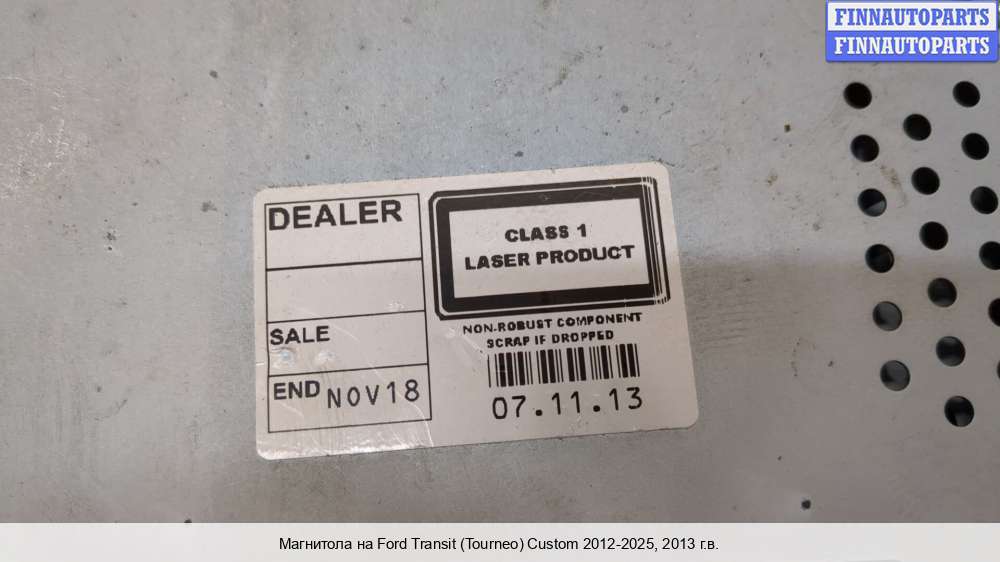 FINNAUTOPARTS
FINNAUTOPARTS
DEALER
SALE
END NOV18
CLASS 1
LASER PRODUCT
NON-ROBUST COMPONENT
SCRAP IF DROPPED
07.11.13
Магнитола на Ford Transit (Tourneo) Custom 2012-2025, 2013 г.в.